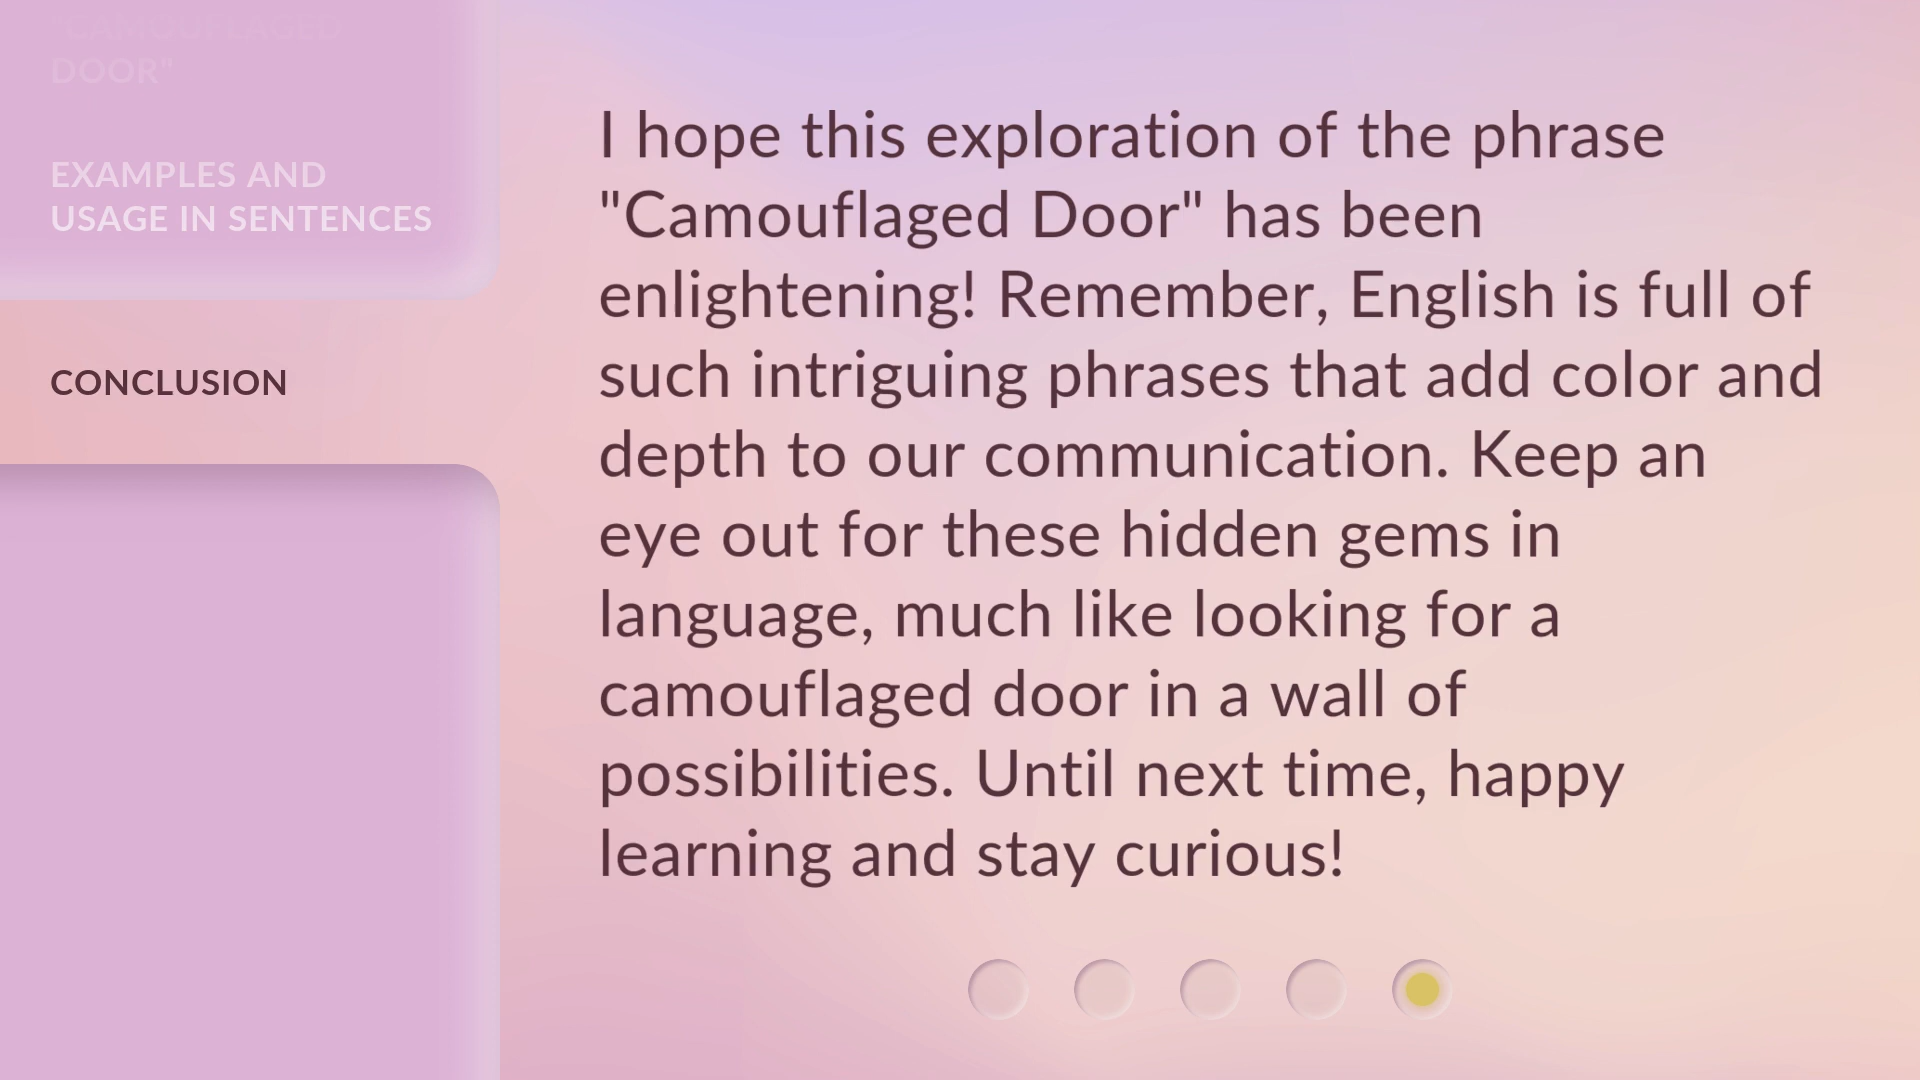 "CAMOUFLAGED
DOOR"
EXAMPLES AND
USAGE IN SENTENCES
CONCLUSION
I hope this exploration of the phrase
"Camouflaged Door" has been
enlightening! Remember, English is full of
such intriguing phrases that add color and
depth to our communication. Keep an
eye out for these hidden gems in
language, much like looking for a
camouflaged door in a wall of
possibilities. Until next time, happy
learning and stay curious!